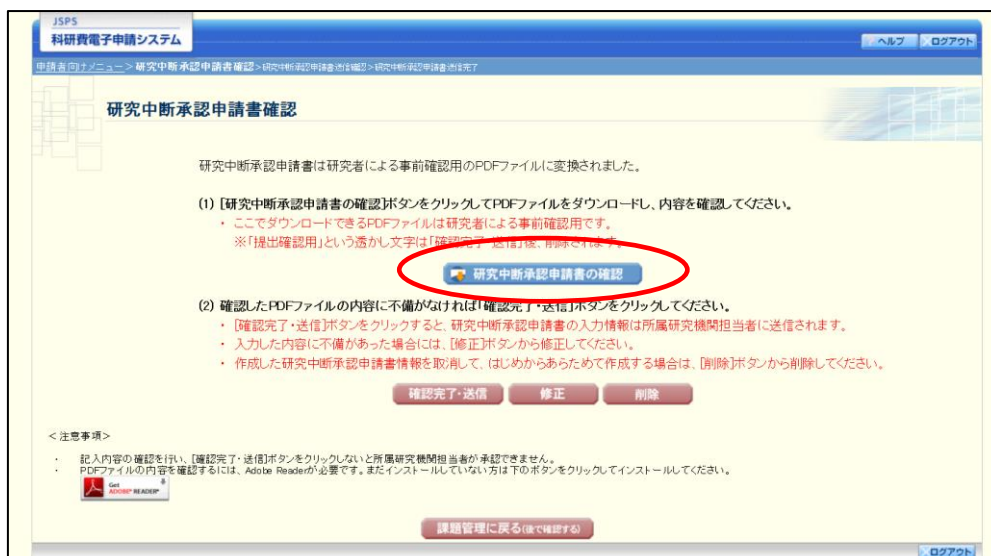 JSPS
科研費電子申請システム
ヘルプ ログアウト
申請者向けメニュー>研究中断承認申請書確認>研究中断承認申請書送信確認>研究中断承認申請書送信完了
研究中断承認申請書確認
研究中断承認申請書は研究者による事前確認用のPDFファイルに変換されました。
(1) [研究中断承認申請書の確認]ボタンをクリックしてPDFファイルをダウンロードし、内容を確認してください。
・ ここでダウンロードできるPDFファイルは研究者による事前確認用です。
※「提出確認用」という透かし文字は「確認完了・送信」後、削除されます。
研究中断承認申請書の確認
(2) 確認したPDFファイルの内容に不備がなければ「確認完了・送信」ボタンをクリックしてください。
・ [確認完了・送信]ボタンをクリックすると、研究中断承認申請書の入力情報は所属研究機関担当者に送信されます。
・ 入力した内容に不備があった場合には、[修正]ボタンから修正してください。
・ 作成した研究中断承認申請書情報を取消して、はじめからあらためて作成する場合は、[削除]ボタンから削除してください。
確認完了・送信 修正 削除
<注意事項>
・ 記入内容の確認を行い、[確認完了・送信]ボタンをクリックしないと所属研究機関担当者が承認できません。
・ PDFファイルの内容を確認するには、Adobe Readerが必要です。まだインストールしていない方は下のボタンをクリックしてインストールしてください。
Get
ADOBE® READER®
課題管理に戻る(後で確認する)
ログアウト